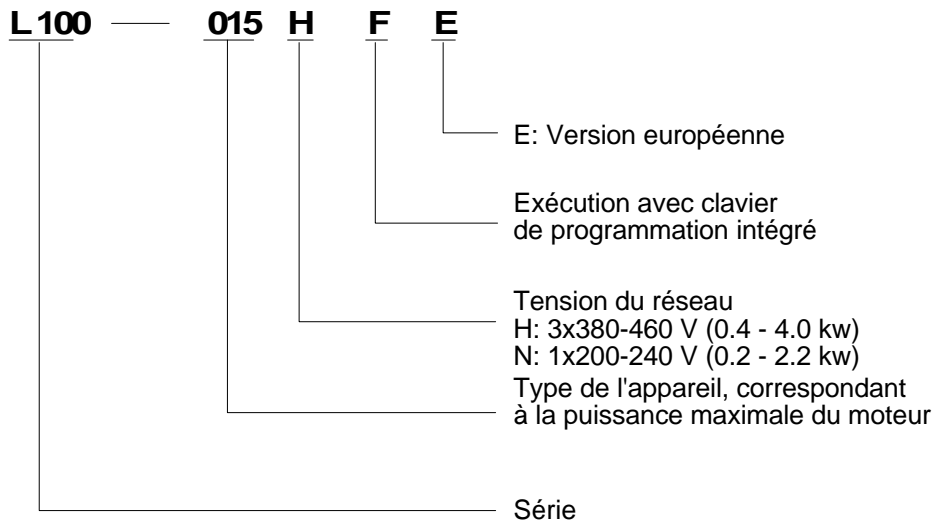 L100 — 015 H F E
E: Version européenne
Exécution avec clavier
de programmation intégré
Tension du réseau
H: 3x380-460 V (0.4 - 4.0 kw)
N: 1x200-240 V (0.2 - 2.2 kw)
Type de l'appareil, correspondant
à la puissance maximale du moteur
Série